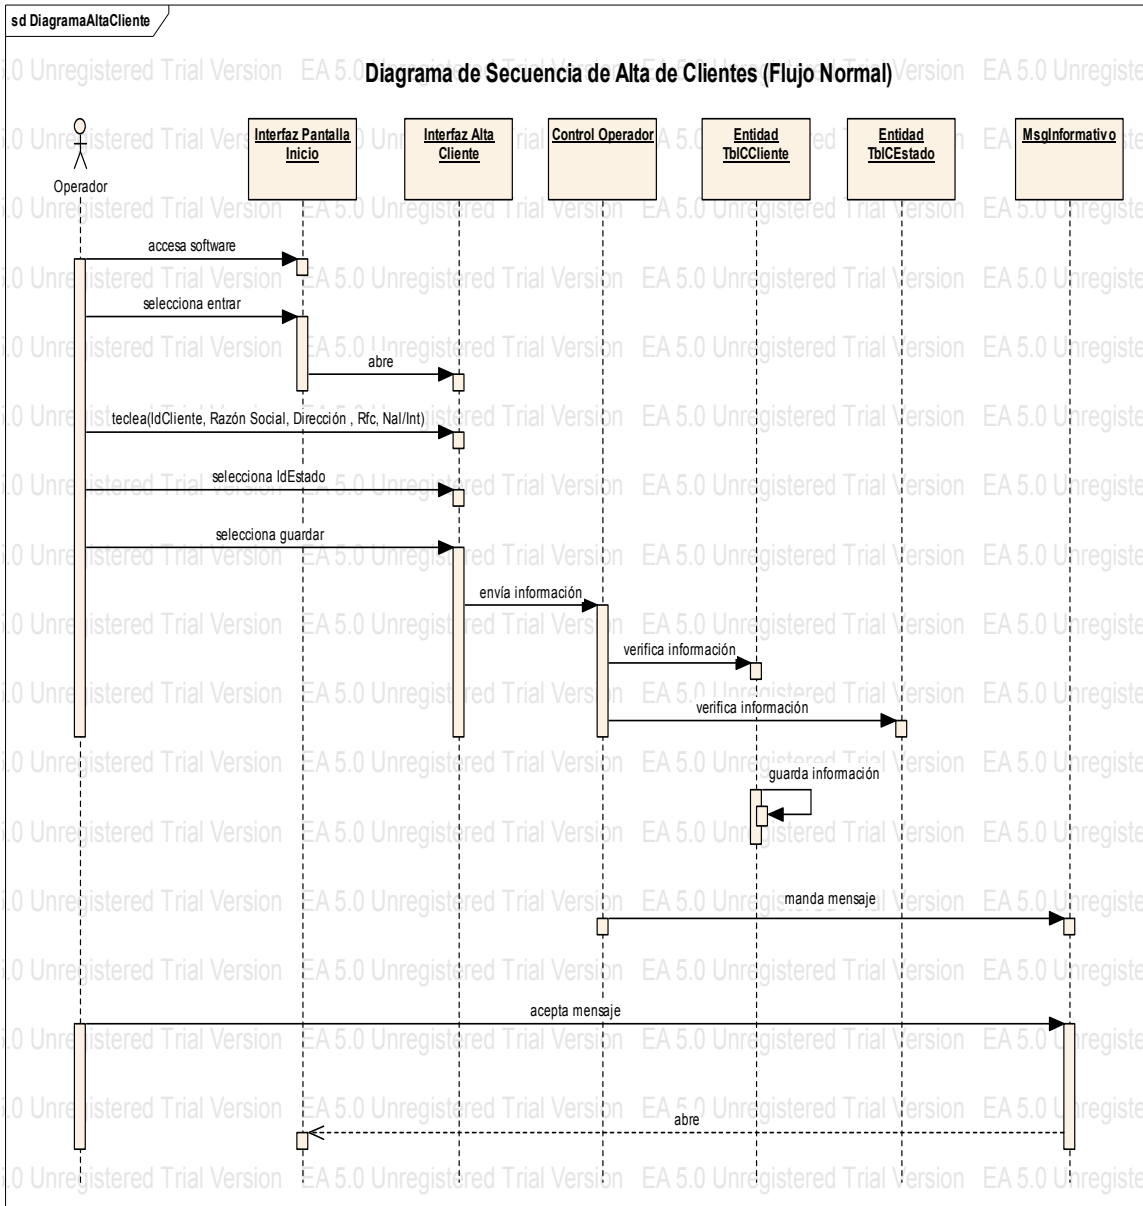 sd DiagramaAltaCliente
Diagrama de Secuencia de Alta de Clientes (Flujo Normal)
Operador
Interfaz Pantalla
Inicio
Interfaz Alta
Cliente
Control Operador
Entidad
TblCCliente
Entidad
TblCEstado
MsgInformativo
accesa software
selecciona entrar
abre
teclea(IdCliente, Razón Social, Dirección , Rfc, Nal/Int)
selecciona IdEstado
selecciona guardar
envía información
verifica información
verifica información
guarda información
manda mensaje
acepta mensaje
abre
EA 5.0 Unregistered Trial Version